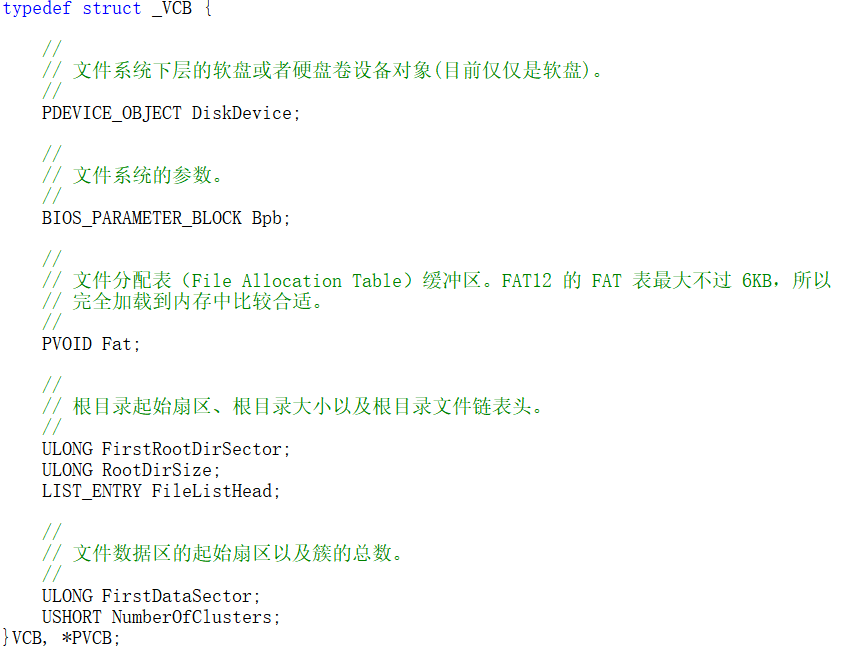 typedef struct _VCB {
//
// 文件系统下层的软盘或者硬盘卷设备对象(目前仅仅是软盘)。
//
PDEVICE_OBJECT DiskDevice;
//
// 文件系统的参数。
//
BIOS_PARAMETER_BLOCK Bpb;
//
// 文件分配表（File Allocation Table）缓冲区。FAT12 的 FAT 表最大不过 6KB，所以
// 完全加载到内存中比较合适。
//
PVOID Fat;
//
// 根目录起始扇区、根目录大小以及根目录文件链表头。
//
ULONG FirstRootDirSector;
ULONG RootDirSize;
LIST_ENTRY FileListHead;
//
// 文件数据区的起始扇区以及簇的总数。
//
ULONG FirstDataSector;
USHORT NumberOfClusters;
}VCB, *PVCB;